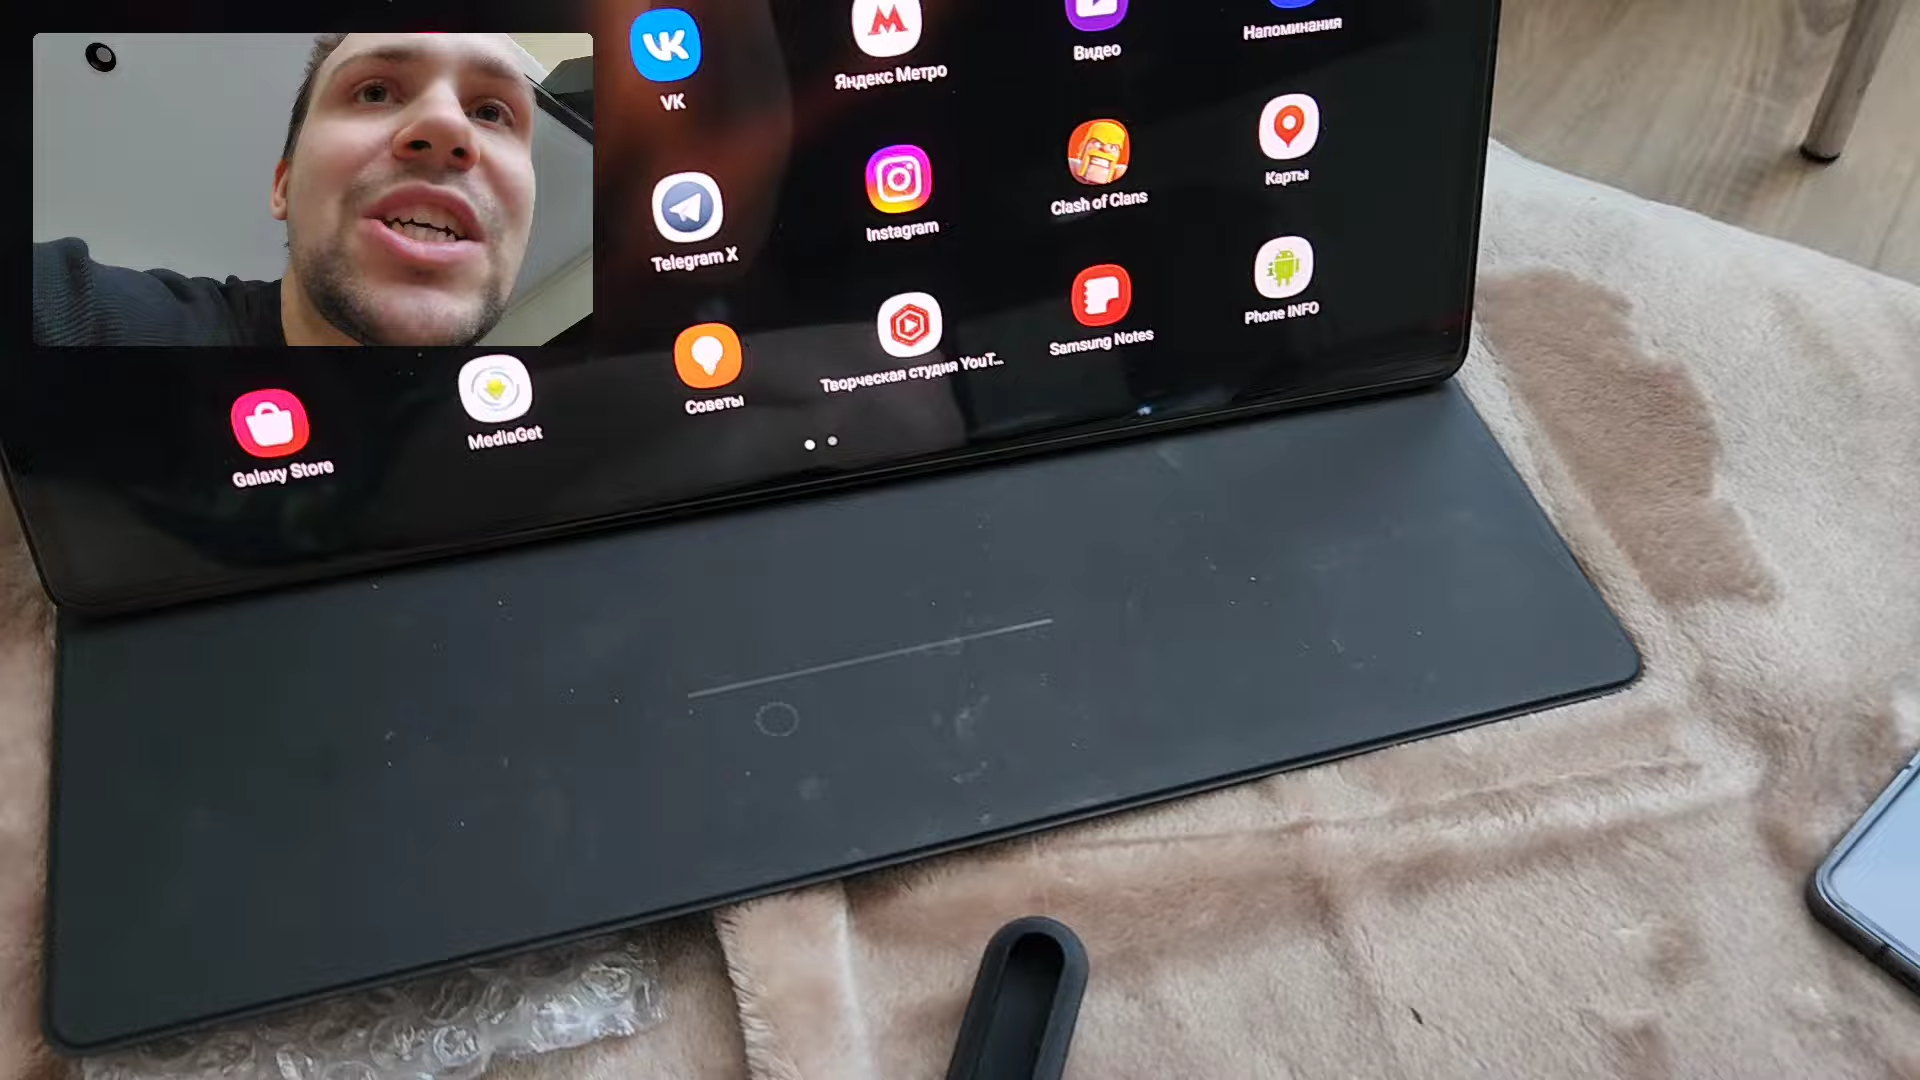 VK
Яндекс Метро
Видео
Напоминания
Telegram X
Instagram
Clash of Clans
Карты
Galaxy Store
MediaGet
Советы
Творческая студия YouT...
Samsung Notes
Phone INFO